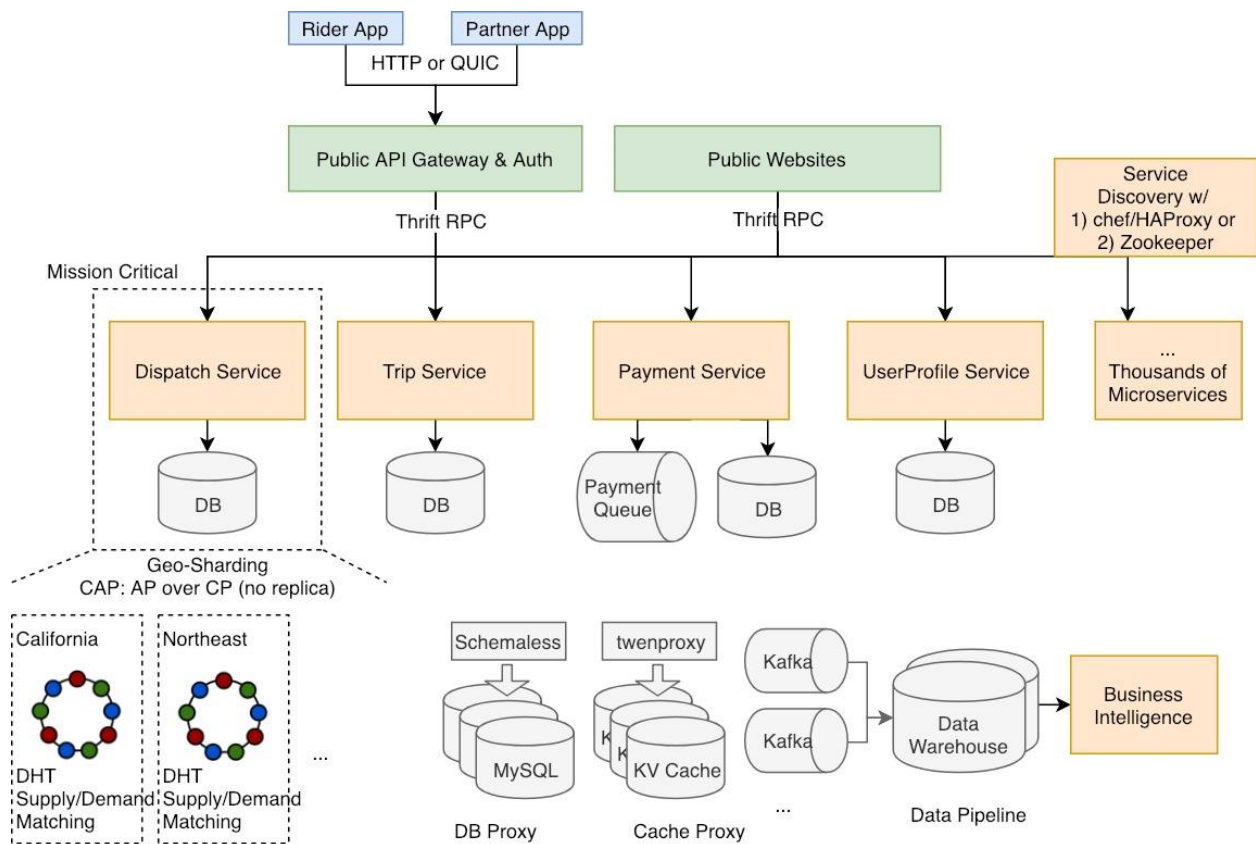 Rider App
Partner App
HTTP or QUIC
Public API Gateway & Auth
Public Websites
Service
Discovery w/
1) chef/HAProxy or
2) Zookeeper
Thrift RPC
Thrift RPC
Mission Critical
Dispatch Service
Trip Service
Payment Service
UserProfile Service
...
Thousands of
Microservices
DB
DB
Payment
Queue
DB
DB
Geo-Sharding
CAP: AP over CP (no replica)
California
DHT
Supply/Demand
Matching
Northeast
DHT
Supply/Demand
Matching
...
Schemaless
MySQL
DB Proxy
twenproxy
K
K
KV Cache
Cache Proxy
Kafka
Kafka
...
Data
Warehouse
Data Pipeline
Business
Intelligence